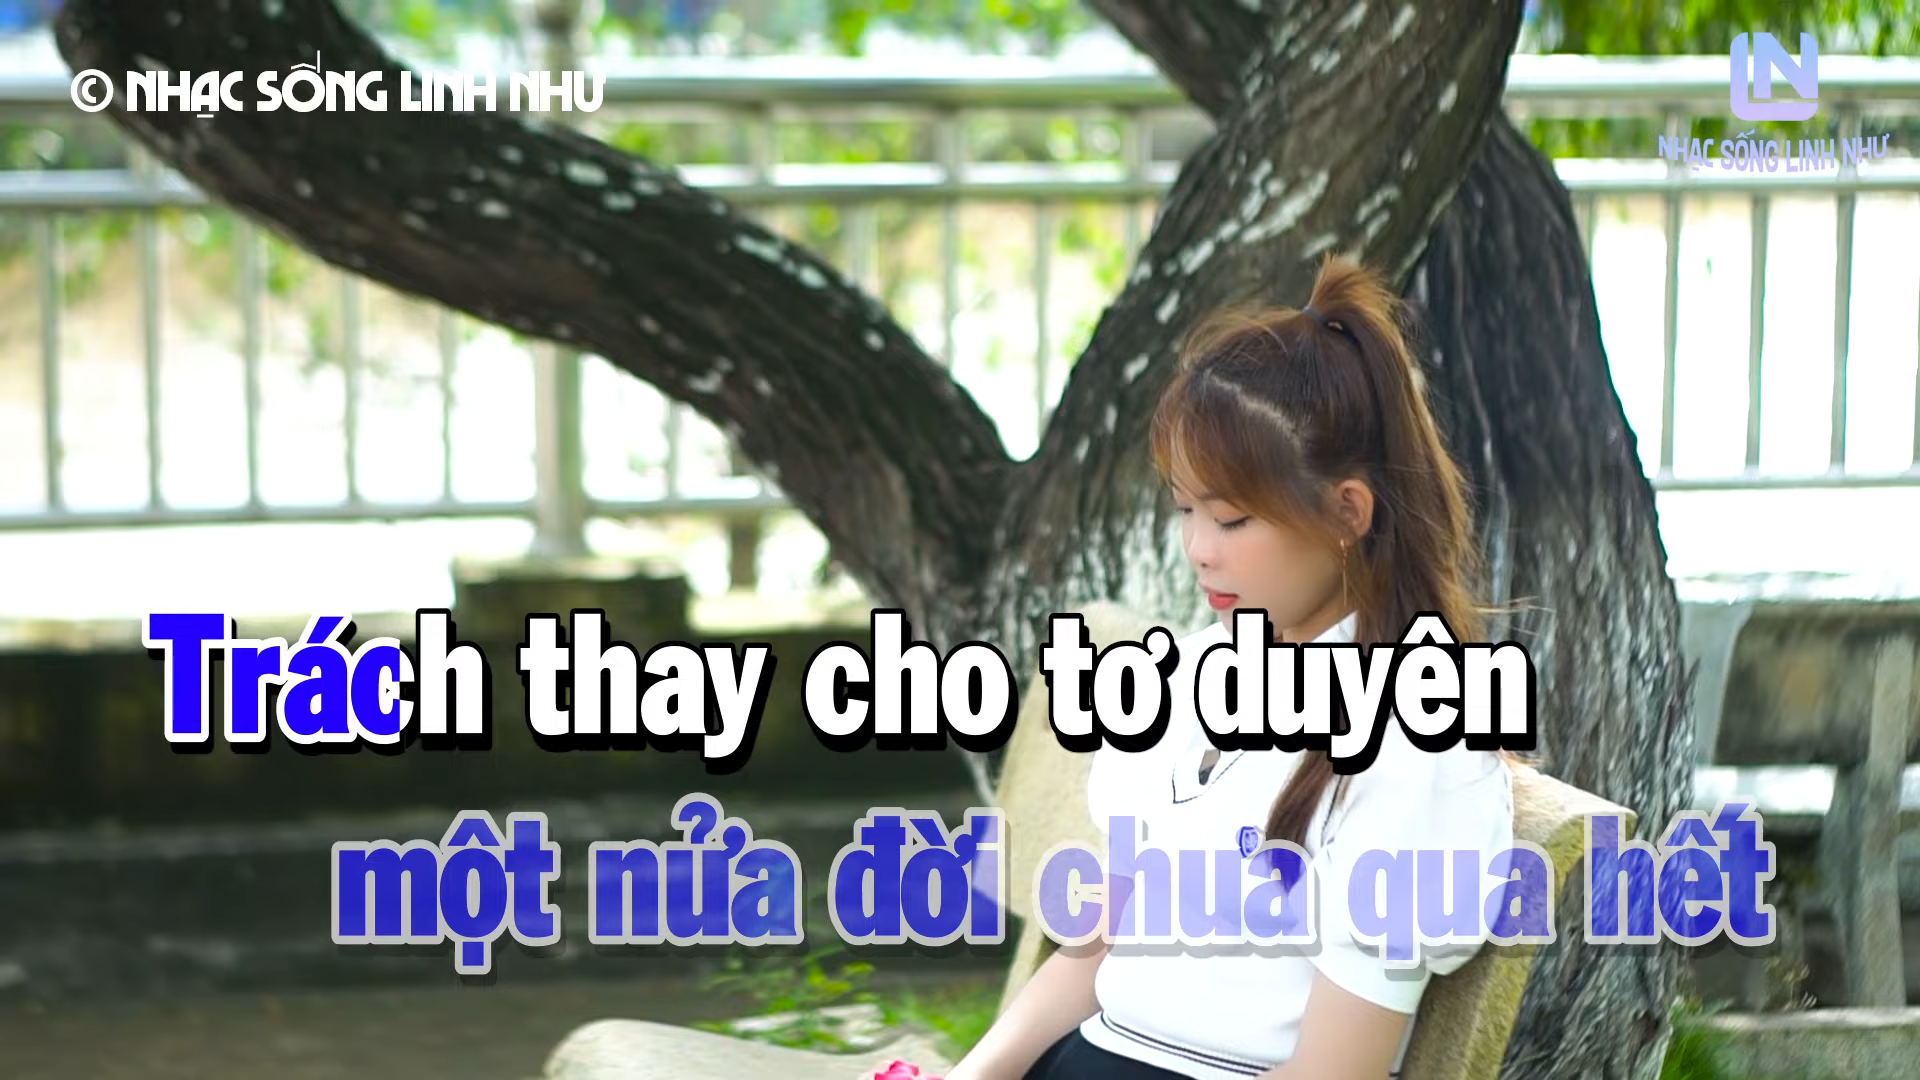 © NHẠC SỐNG LINH NHƯ
LN
NHẠC SỐNG LINH NHƯ
Trách thay cho tơ duyên
một nửa đời chưa qua hết